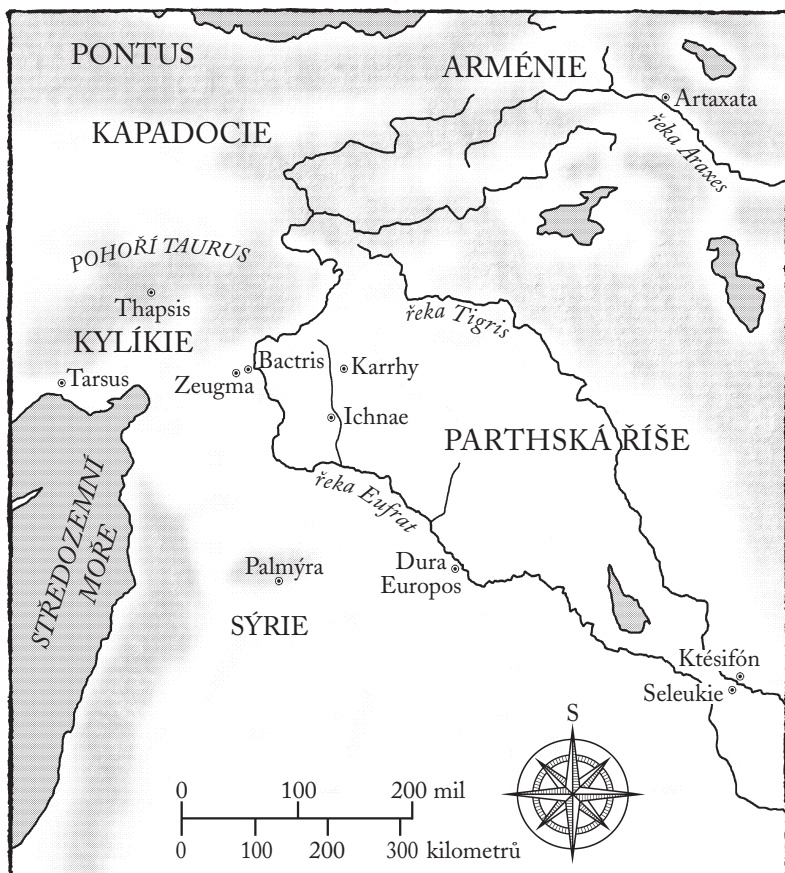 PONTUS
ARMÉNIE
Artaxata
KAPADOCIE
řeka Araxes
POHOŘÍ TAURUS
Thapsis
řeka Tigris
KYLÍKIE
Bactris
Karrhy
Zeugma
Tarsus
Ichnae
PARTHSKÁ ŘÍŠE
řeka Eufrat
STŘEDOZEMNÍ
MOŘE
Palmýra
Dura
Europos
SÝRIE
Ktésifón
Seleukie
S
0 100 200 mil
0 100 200 300 kilometrů